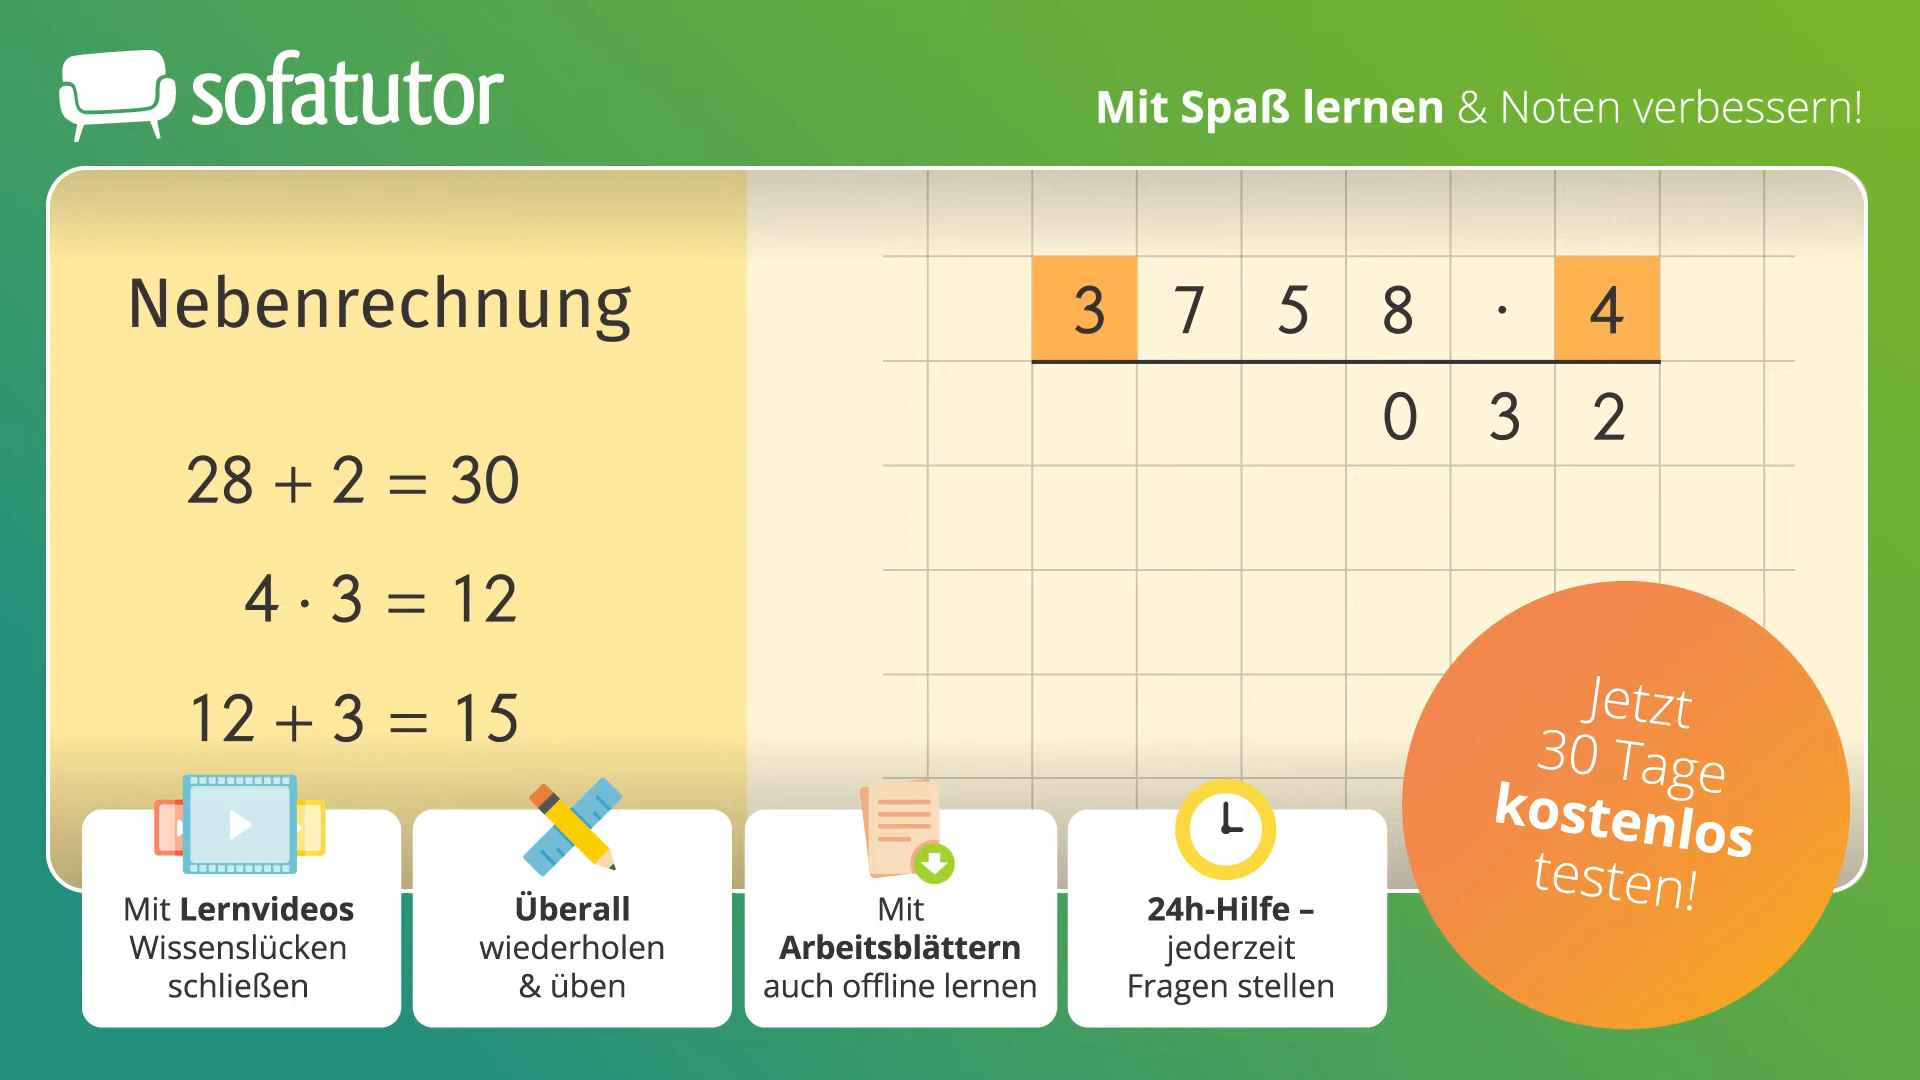 sofatutor
Mit Spaß lernen & Noten verbessern!
Nebenrechnung
28 + 2 = 30
4 · 3 = 12
12 + 3 = 15
3 7 5 8 · 4
0 3 2
Jetzt
30 Tage
kostenlos
testen!
Mit Lernvideos
Wissenslücken
schließen
Überall
wiederholen
& üben
Mit
Arbeitsblättern
auch offline lernen
24h-Hilfe –
jederzeit
Fragen stellen